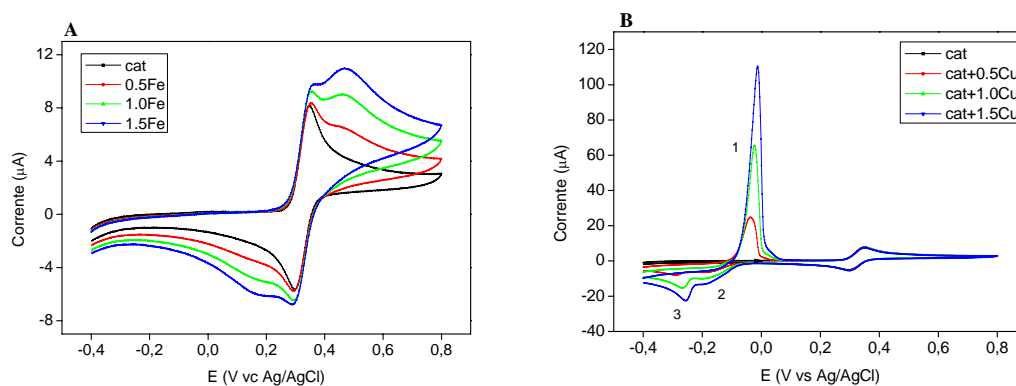 A
cat
0.5Fe
1.0Fe
1.5Fe
12
8
4
0
-4
-8
Corrente (μA)
-0,4 -0,2 0,0 0,2 0,4 0,6 0,8
E (V vc Ag/AgCl)
B
cat
cat+0.5Cu
cat+1.0Cu
cat+1.5Cu
120
100
80
60
40
20
0
-20
-40
Corrente (μA)
1
2
3
-0,4 -0,2 0,0 0,2 0,4 0,6 0,8
E (V vs Ag/AgCl)